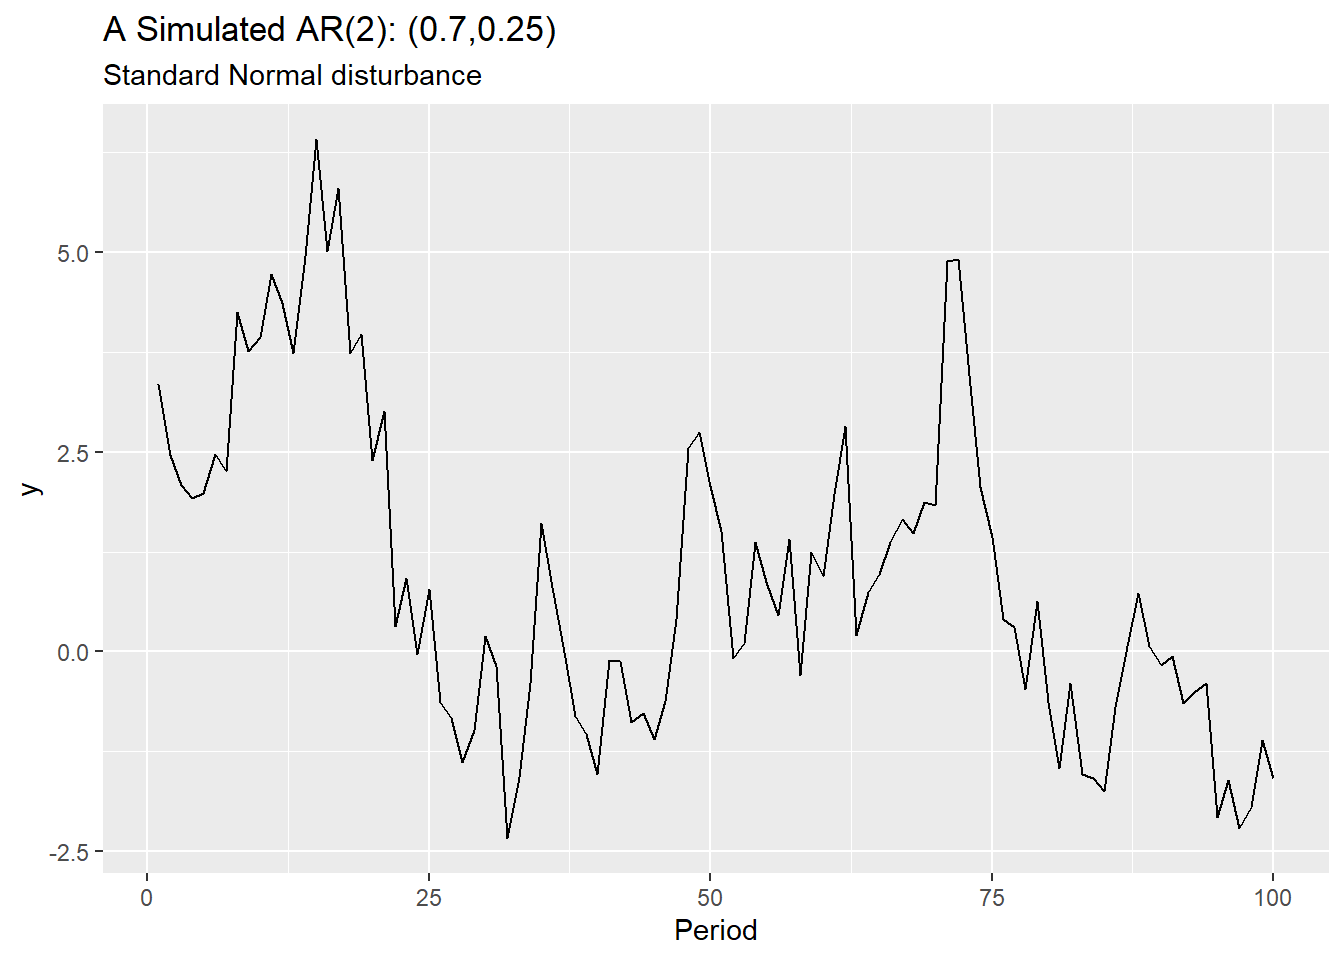 A Simulated AR(2): (0.7,0.25)
Standard Normal disturbance
y
5.0
2.5
0.0
-2.5
0 25 50 75 100
Period